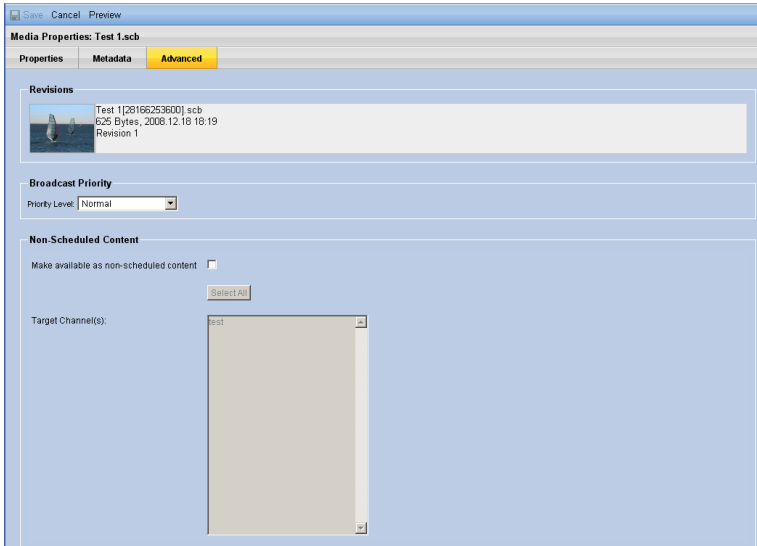 Save Cancel Preview
Media Properties: Test 1.scb
Properties Metadata Advanced
Revisions
Test 1[28166253600].scb
625 Bytes, 2008.12.18 18:19
Revision 1
Broadcast Priority
Priority Level: Normal
Non-Scheduled Content
Make available as non-scheduled content
Select All
Target Channel(s):
test